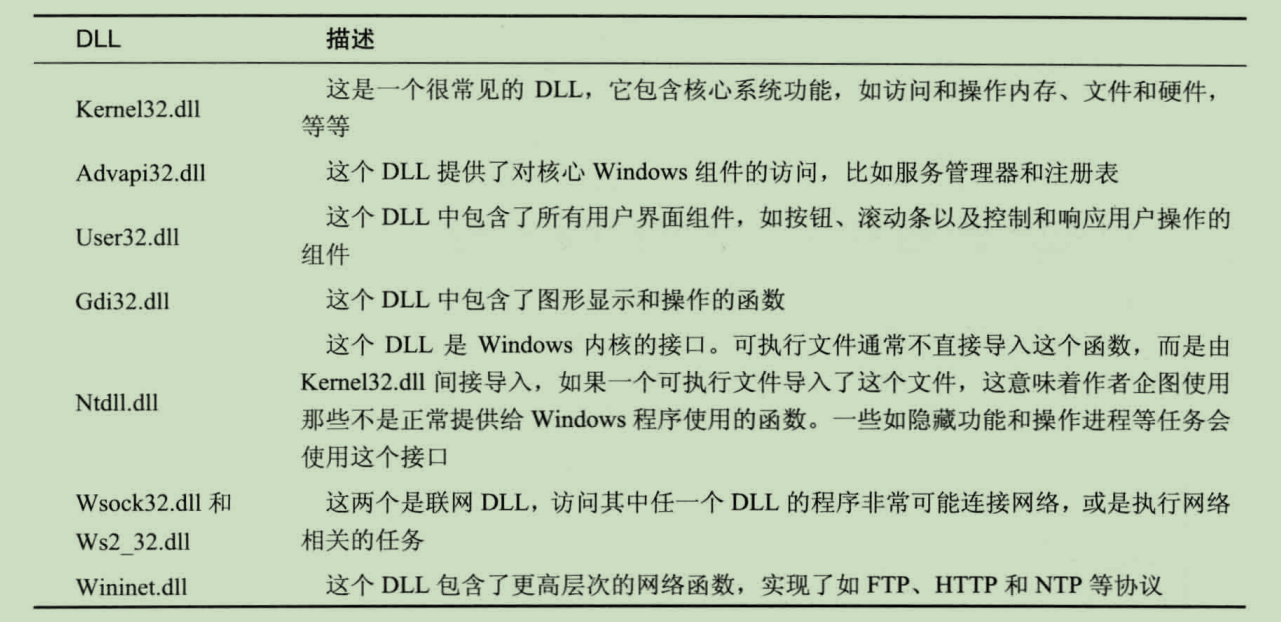 DLL 描述
Kernel32.dll 这是一个很常见的 DLL，它包含核心系统功能，如访问和操作内存、文件和硬件，
等等
Advapi32.dll 这个 DLL 提供了对核心 Windows 组件的访问，比如服务管理器和注册表
User32.dll 这个 DLL 中包含了所有用户界面组件，如按钮、滚动条以及控制和响应用户操作的
组件
Gdi32.dll 这个 DLL 中包含了图形显示和操作的函数
Ntdll.dll 这个 DLL 是 Windows 内核的接口。可执行文件通常不直接导入这个函数，而是由
Kernel32.dll 间接导入，如果一个可执行文件导入了这个文件，这意味着作者企图使用
那些不是正常提供给 Windows 程序使用的函数。一些如隐藏功能和操作进程等任务会
使用这个接口
Wsock32.dll 和 这两个是联网 DLL，访问其中任一个 DLL 的程序非常可能连接网络，或是执行网络
Ws2_32.dll 相关的任务
Wininet.dll 这个 DLL 包含了更高层次的网络函数，实现了如 FTP、HTTP 和 NTP 等协议